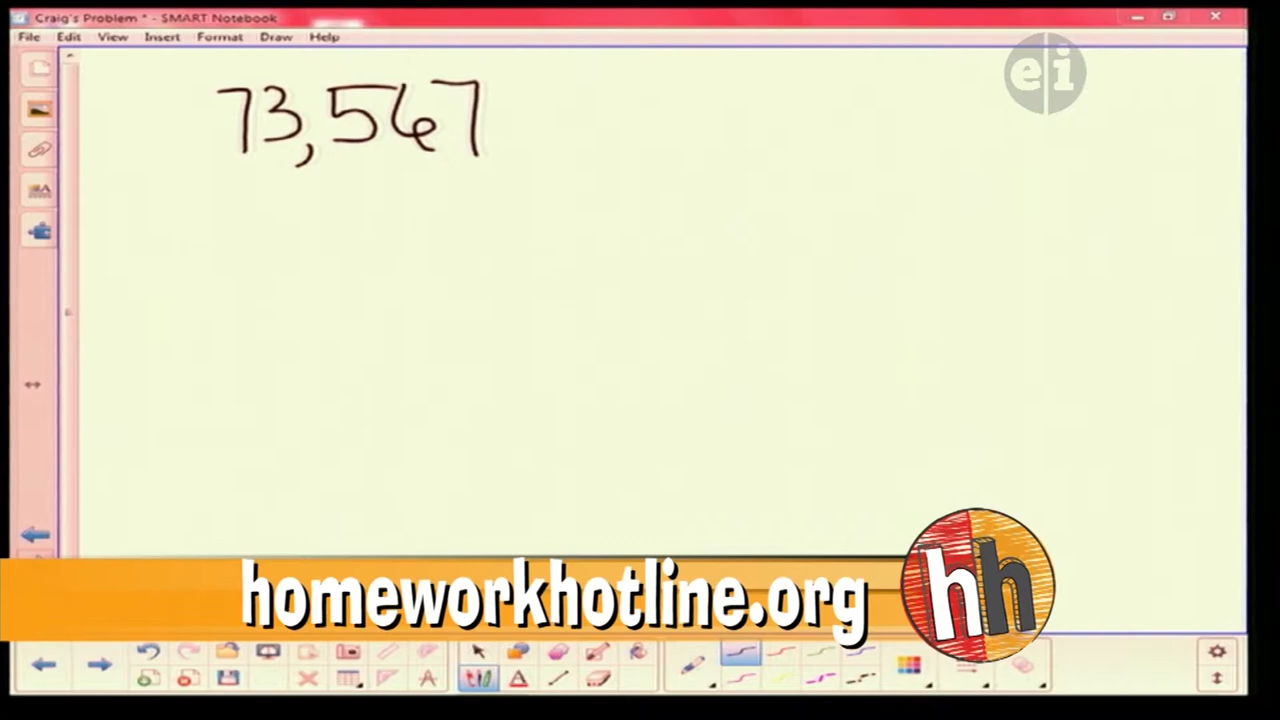 Craig's Problem * - SMART Notebook
File Edit View Insert Format Draw Help
ei
73,567
homeworkhotline.org
hh